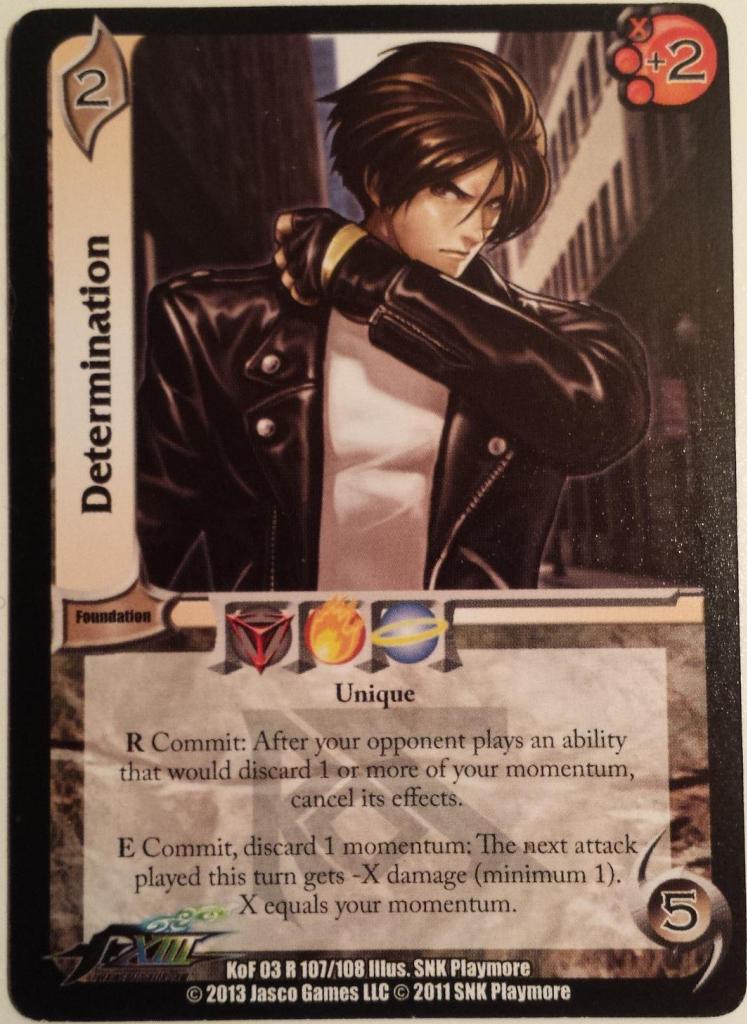 2
X
+2
Determination
Foundation
Unique
R Commit: After your opponent plays an ability
that would discard 1 or more of your momentum,
cancel its effects.
E Commit, discard 1 momentum: The next attack
played this turn gets -X damage (minimum 1).
X equals your momentum.
5
XIII
KoF 03 R 107/108 Illus. SNK Playmore
© 2013 Jasco Games LLC © 2011 SNK Playmore